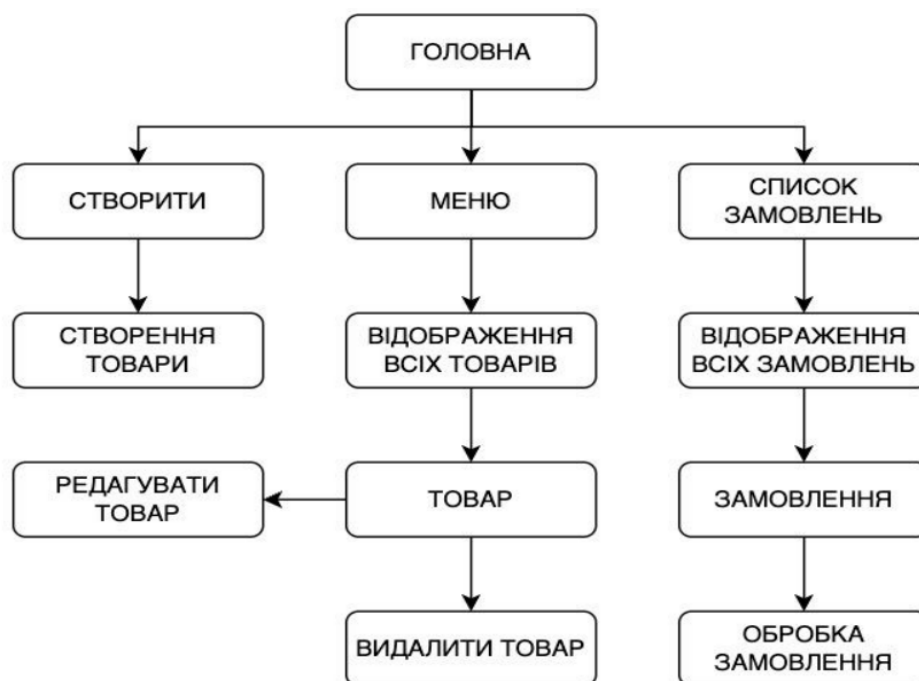 ГОЛОВНА
СТВОРИТИ
МЕНЮ
СПИСОК
ЗАМОВЛЕНЬ
СТВОРЕННЯ
ТОВАРИ
ВІДОБРАЖЕННЯ
ВСІХ ТОВАРІВ
ВІДОБРАЖЕННЯ
ВСІХ ЗАМОВЛЕНЬ
РЕДАГУВАТИ
ТОВАР
ТОВАР
ЗАМОВЛЕННЯ
ВИДАЛИТИ ТОВАР
ОБРОБКА
ЗАМОВЛЕННЯ